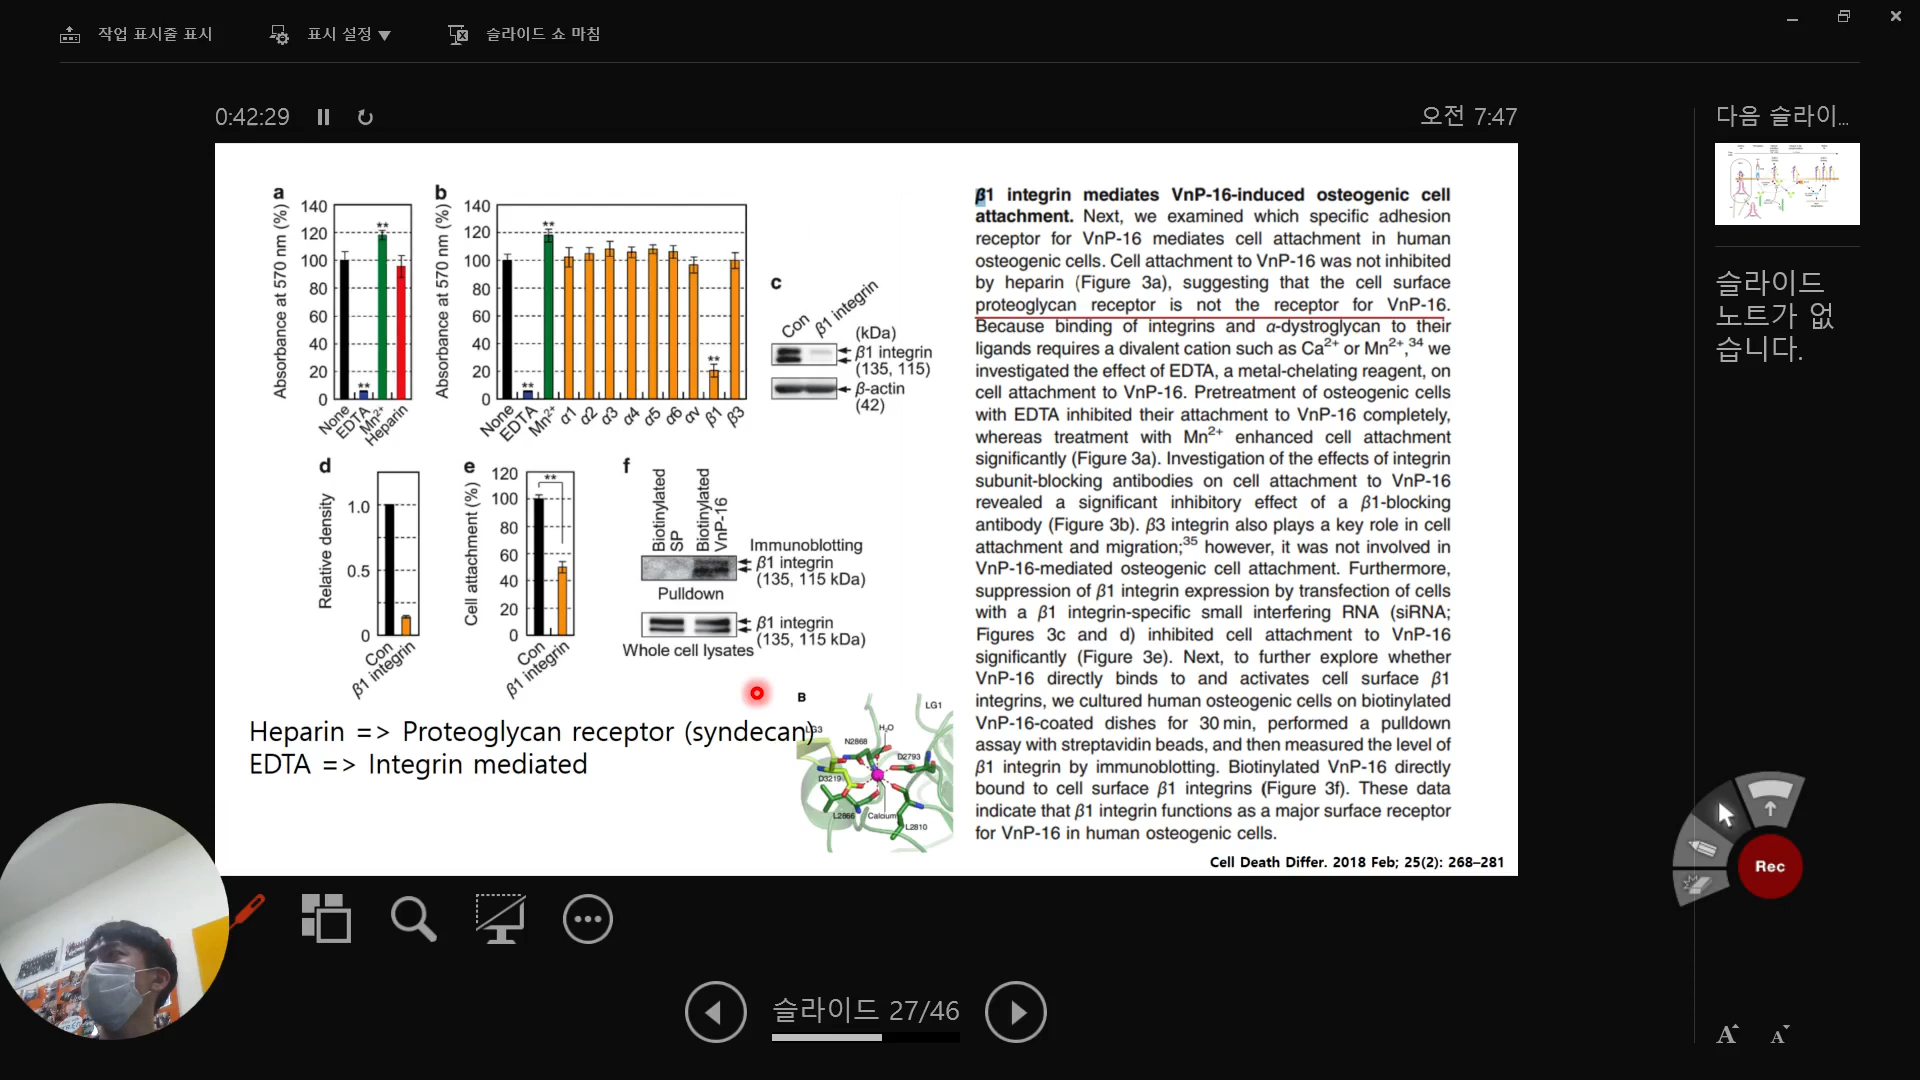 작업 표시줄 표시
표시 설정 ▼
슬라이드 쇼 마침
0:42:29
오전 7:47
다음 슬라이...
슬라이드
노트가 없
습니다.
a
Absorbance at 570 nm (%)
140
120
100
80
60
40
20
0
**
**
None
EDTA
Mn2+
Heparin
b
Absorbance at 570 nm (%)
140
120
100
80
60
40
20
0
**
**
**
None
EDTA
Mn2+
α1
α2
α3
α4
α5
α6
αv
β1
β3
c
Con
β1 integrin
(kDa)
β1 integrin
(135, 115)
β-actin
(42)
d
Relative density
1.0
0.5
0
Con
β1 integrin
e
Cell attachment (%)
120
100
80
60
40
20
0
**
Con
β1 integrin
f
Biotinylated
SP
Biotinylated
VnP-16
Immunoblotting
β1 integrin
(135, 115 kDa)
Pulldown
β1 integrin
(135, 115 kDa)
Whole cell lysates
Heparin => Proteoglycan receptor (syndecan)
EDTA => Integrin mediated
B
LG1
LG3
H2O
N2868
D2793
D3219
L2866
Calcium
L2810
β1 integrin mediates VnP-16-induced osteogenic cell
attachment. Next, we examined which specific adhesion
receptor for VnP-16 mediates cell attachment in human
osteogenic cells. Cell attachment to VnP-16 was not inhibited
by heparin (Figure 3a), suggesting that the cell surface
proteoglycan receptor is not the receptor for VnP-16.
Because binding of integrins and α-dystroglycan to their
ligands requires a divalent cation such as Ca2+ or Mn2+,34 we
investigated the effect of EDTA, a metal-chelating reagent, on
cell attachment to VnP-16. Pretreatment of osteogenic cells
with EDTA inhibited their attachment to VnP-16 completely,
whereas treatment with Mn2+ enhanced cell attachment
significantly (Figure 3a). Investigation of the effects of integrin
subunit-blocking antibodies on cell attachment to VnP-16
revealed a significant inhibitory effect of a β1-blocking
antibody (Figure 3b). β3 integrin also plays a key role in cell
attachment and migration;35 however, it was not involved in
VnP-16-mediated osteogenic cell attachment. Furthermore,
suppression of β1 integrin expression by transfection of cells
with a β1 integrin-specific small interfering RNA (siRNA;
Figures 3c and d) inhibited cell attachment to VnP-16
significantly (Figure 3e). Next, to further explore whether
VnP-16 directly binds to and activates cell surface β1
integrins, we cultured human osteogenic cells on biotinylated
VnP-16-coated dishes for 30 min, performed a pulldown
assay with streptavidin beads, and then measured the level of
β1 integrin by immunoblotting. Biotinylated VnP-16 directly
bound to cell surface β1 integrins (Figure 3f). These data
indicate that β1 integrin functions as a major surface receptor
for VnP-16 in human osteogenic cells.
Cell Death Differ. 2018 Feb; 25(2): 268–281
Rec
슬라이드 27/46
A
A